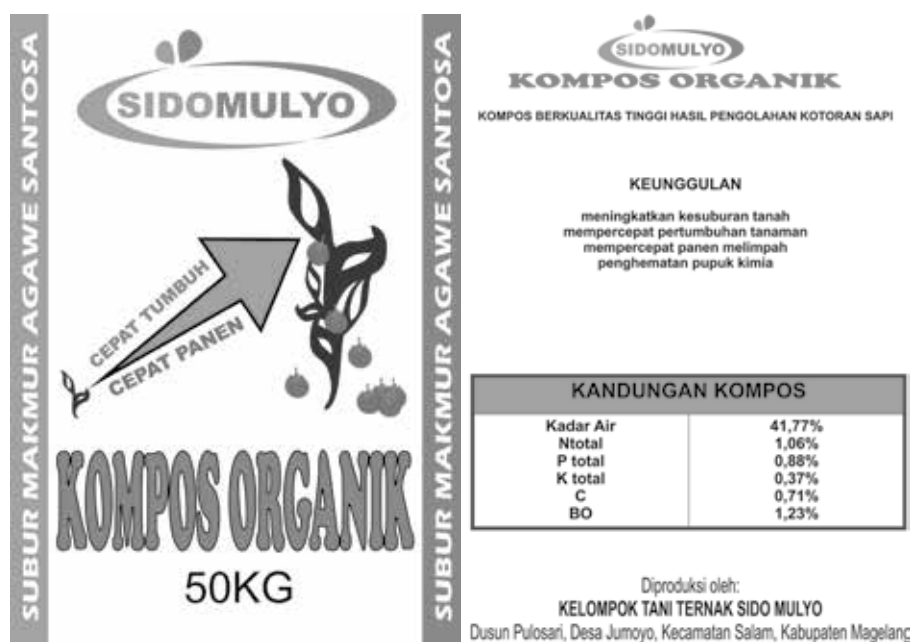 SUBUR MAKMUR AGAWE SANTOSA
SIDOMULYO
CEPAT TUMBUH
CEPAT PANEN
KOMPOS ORGANIK
50KG
SUBUR MAKMUR AGAWE SANTOSA
SIDOMULYO
KOMPOS ORGANIK
KOMPOS BERKUALITAS TINGGI HASIL PENGOLAHAN KOTORAN SAPI
KEUNGGULAN
meningkatkan kesuburan tanah
mempercepat pertumbuhan tanaman
mempercepat panen melimpah
penghematan pupuk kimia
KANDUNGAN KOMPOS
Kadar Air 41,77%
Ntotal 1,06%
P total 0,88%
K total 0,37%
C 0,71%
BO 1,23%
Diproduksi oleh:
KELOMPOK TANI TERNAK SIDO MULYO
Dusun Pulosari, Desa Jumoyo, Kecamatan Salam, Kabupaten Magelang